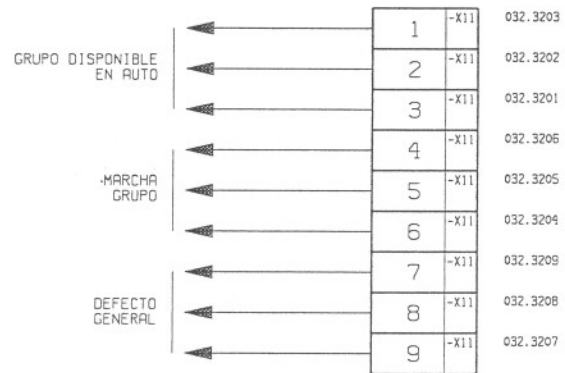 1 -X11 032.3203
GRUPO DISPONIBLE
EN AUTO
2 -X11 032.3202
3 -X11 032.3201
4 -X11 032.3206
-MARCHA
GRUPO
5 -X11 032.3205
6 -X11 032.3204
7 -X11 032.3209
DEFECTO
GENERAL
8 -X11 032.3208
9 -X11 032.3207